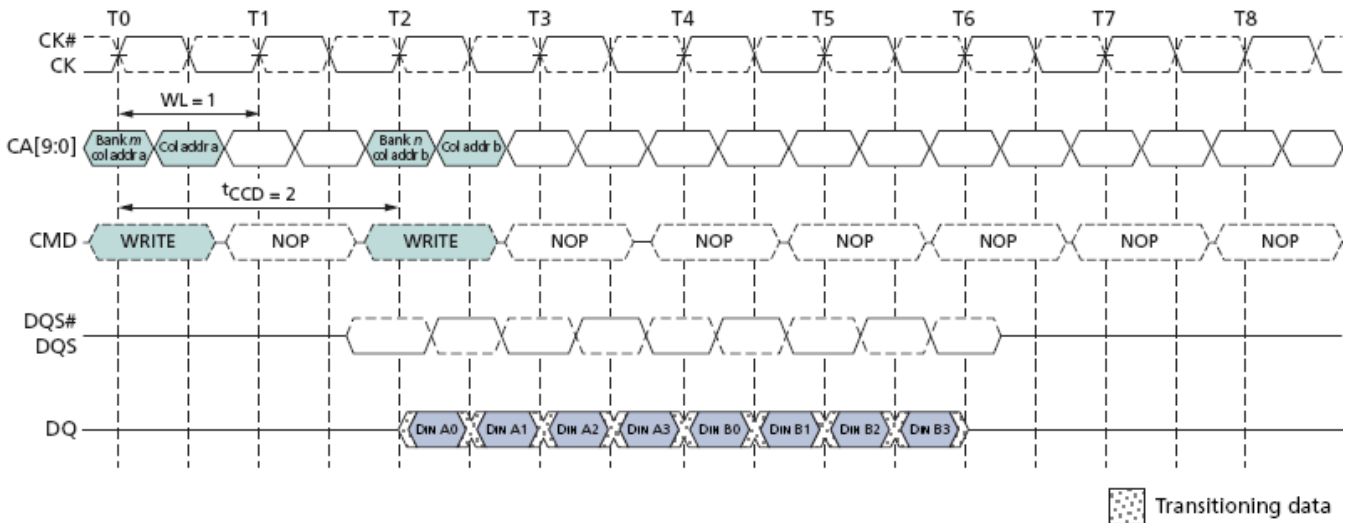 T0 T1 T2 T3 T4 T5 T6 T7 T8
CK#
CK
WL = 1
CA[9:0] Bank m col addr a Col addr a Bank n col addr b Col addr b
tCCD = 2
CMD WRITE NOP WRITE NOP NOP NOP NOP NOP NOP
DQS#
DQS
DQ DIN A0 DIN A1 DIN A2 DIN A3 DIN B0 DIN B1 DIN B2 DIN B3
Transitioning data